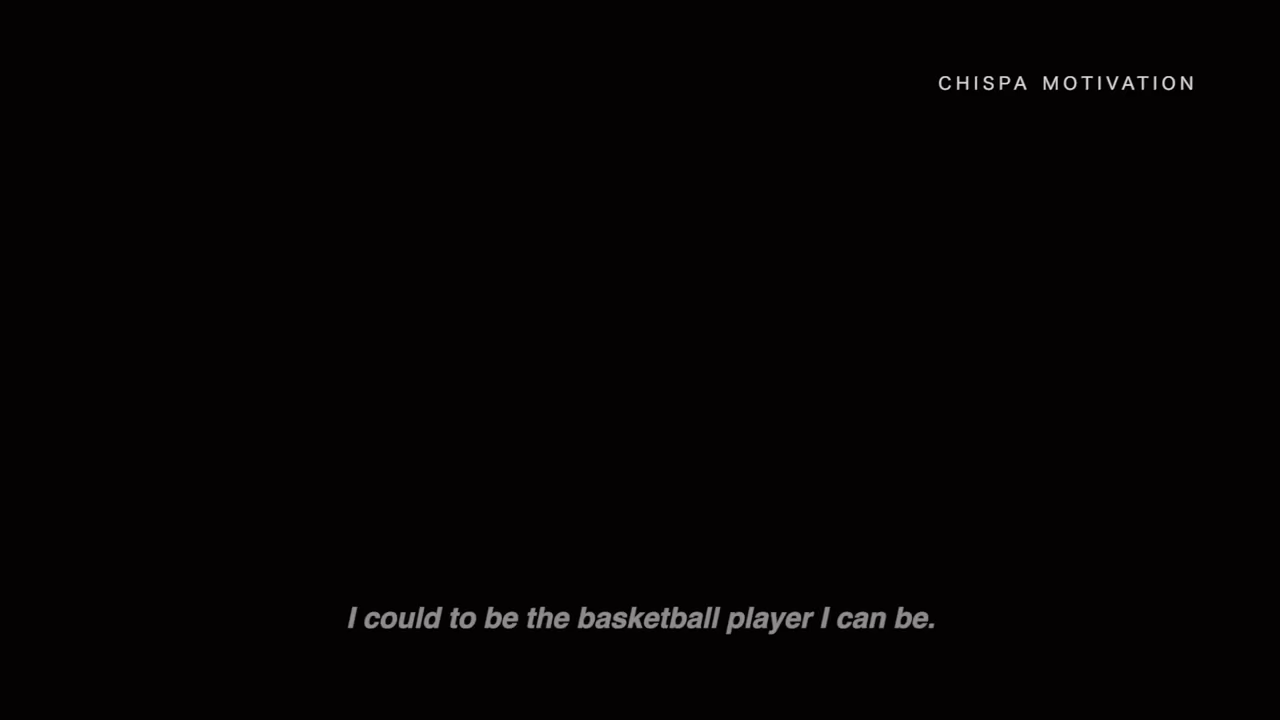 CHISPA MOTIVATION
I could to be the basketball player I can be.